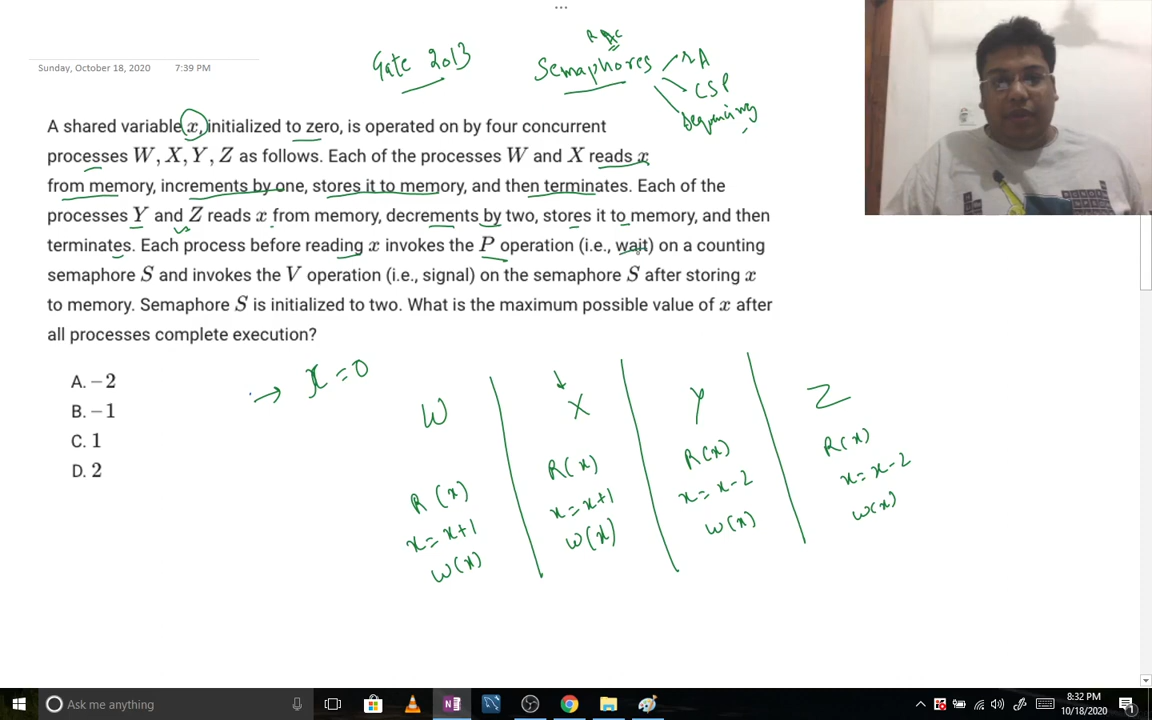 ...
Sunday, October 18, 2020 7:39 PM
Gate 2013
Semaphores
RA
CSP
Sequencing
A shared variable x, initialized to zero, is operated on by four concurrent
processes W, X, Y, Z as follows. Each of the processes W and X reads x
from memory, increments by one, stores it to memory, and then terminates. Each of the
processes Y and Z reads x from memory, decrements by two, stores it to memory, and then
terminates. Each process before reading x invokes the P operation (i.e., wait) on a counting
semaphore S and invokes the V operation (i.e., signal) on the semaphore S after storing x
to memory. Semaphore S is initialized to two. What is the maximum possible value of x after
all processes complete execution?
A. −2
B. −1
C. 1
D. 2
→ x = 0
W
R(x)
x = x+1
W(x)
X
R(x)
x = x+1
W(x)
Y
R(x)
x = x-2
W(x)
Z
R(x)
x = x-2
W(x)
Ask me anything
8:32 PM
10/18/2020